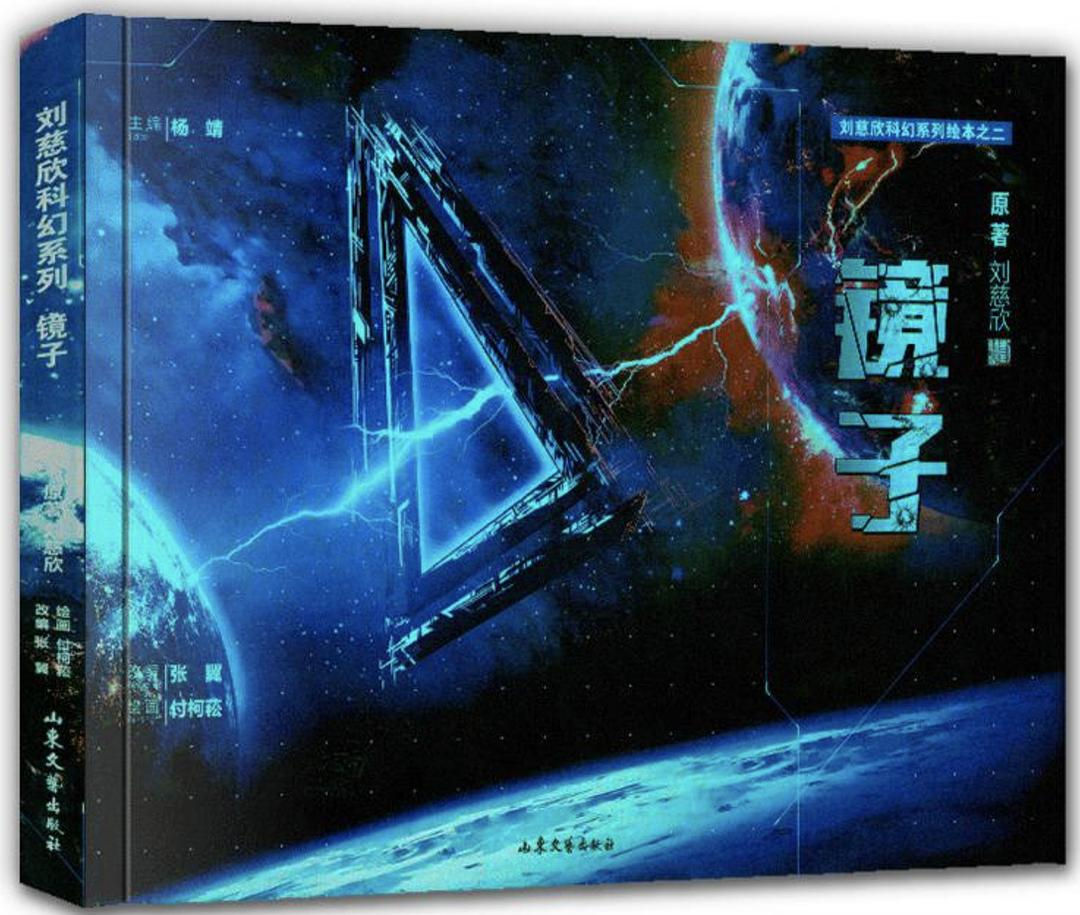 刘慈欣科幻系列 镜子
原著 刘慈欣
绘画 付柯菘
改编 张翼
山东文艺出版社
主编 杨靖
刘慈欣科幻系列绘本之二
原著 刘慈欣
镜子
改编 张翼
绘画 付柯菘
山东文艺出版社